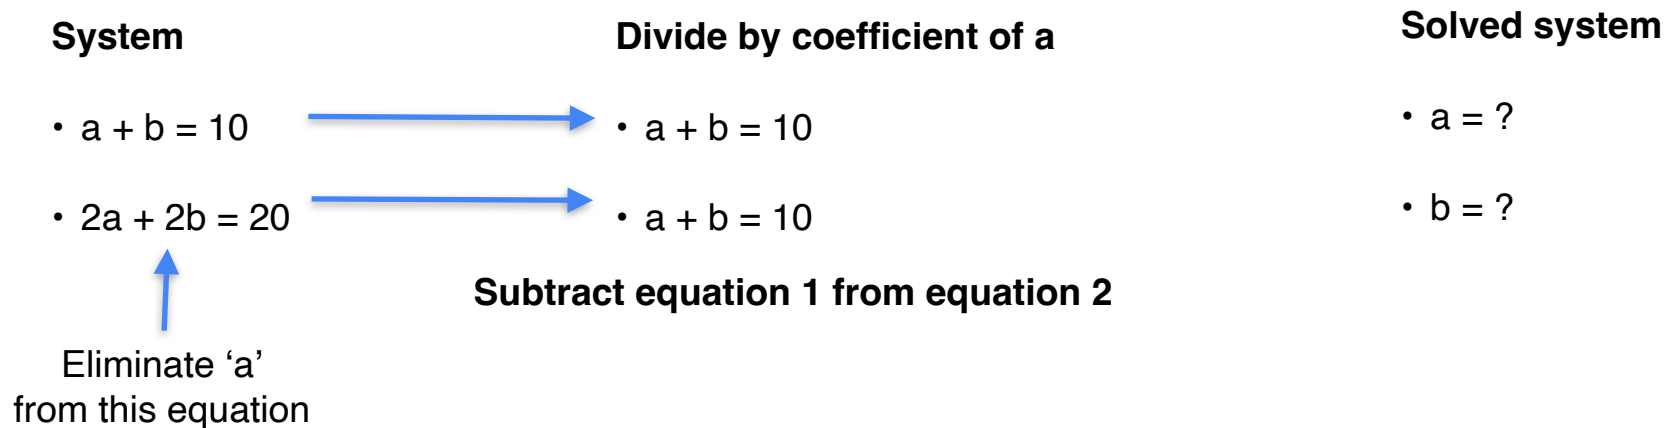 System
• a + b = 10
• 2a + 2b = 20
Eliminate ‘a’
from this equation
Divide by coefficient of a
• a + b = 10
• a + b = 10
Subtract equation 1 from equation 2
Solved system
• a = ?
• b = ?